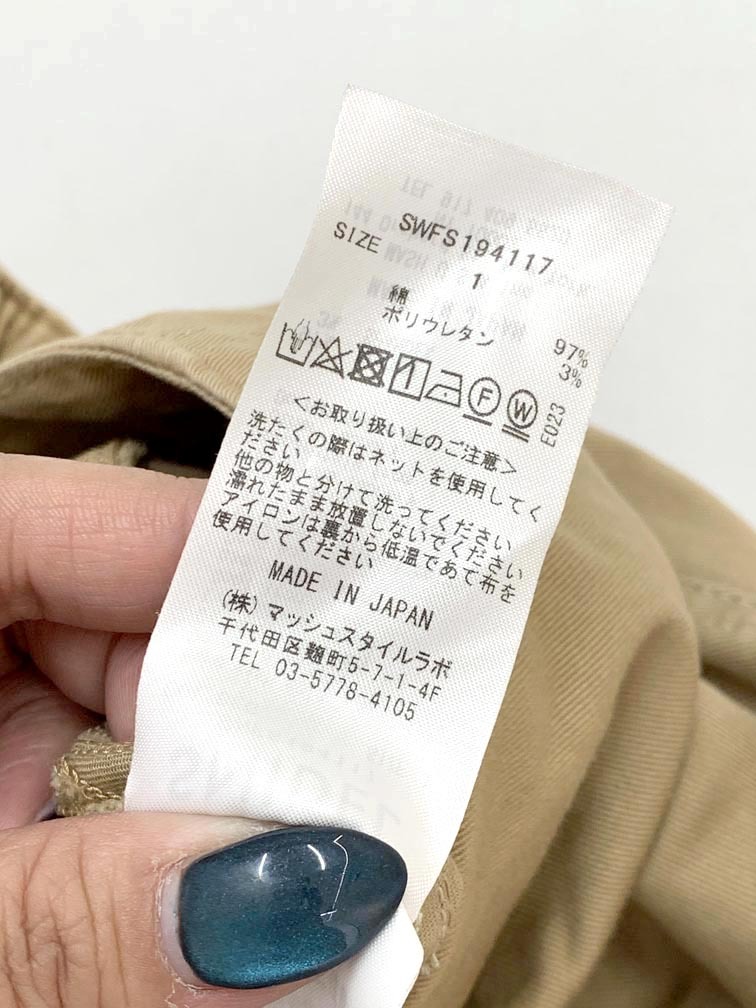 SWFS194117
SIZE 1
綿 97%
ポリウレタン 3%
F W E023
<お取り扱い上のご注意>
洗たくの際はネットを使用してく
ださい
他の物と分けて洗ってください
濡れたまま放置しないでください
アイロンは裏から低温であて布を
使用してください
MADE IN JAPAN
(株)マッシュスタイルラボ
千代田区麹町5-7-1-4F
TEL 03-5778-4105